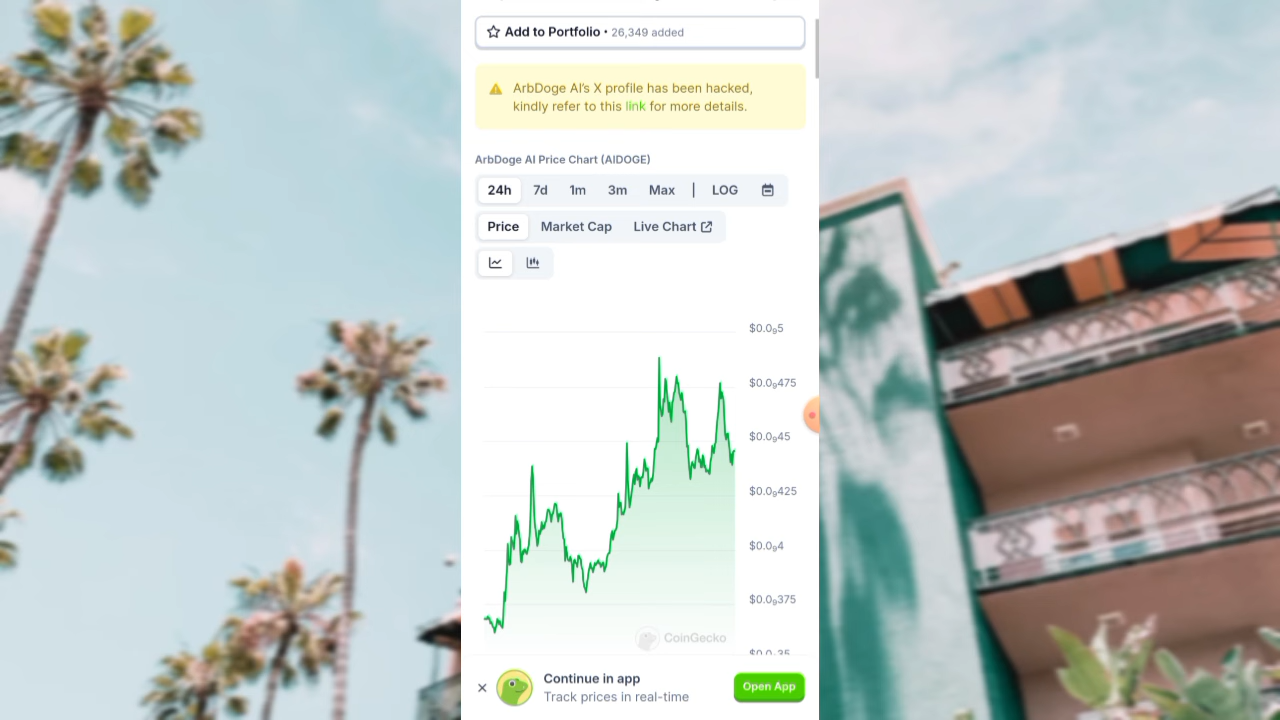 Add to Portfolio • 26,349 added
ArbDoge AI's X profile has been hacked,
kindly refer to this link for more details.
ArbDoge AI Price Chart (AIDOGE)
24h 7d 1m 3m Max | LOG
Price Market Cap Live Chart
$0.0₉5
$0.0₉475
$0.0₉45
$0.0₉425
$0.0₉4
$0.0₉375
CoinGecko
Continue in app
Track prices in real-time
Open App